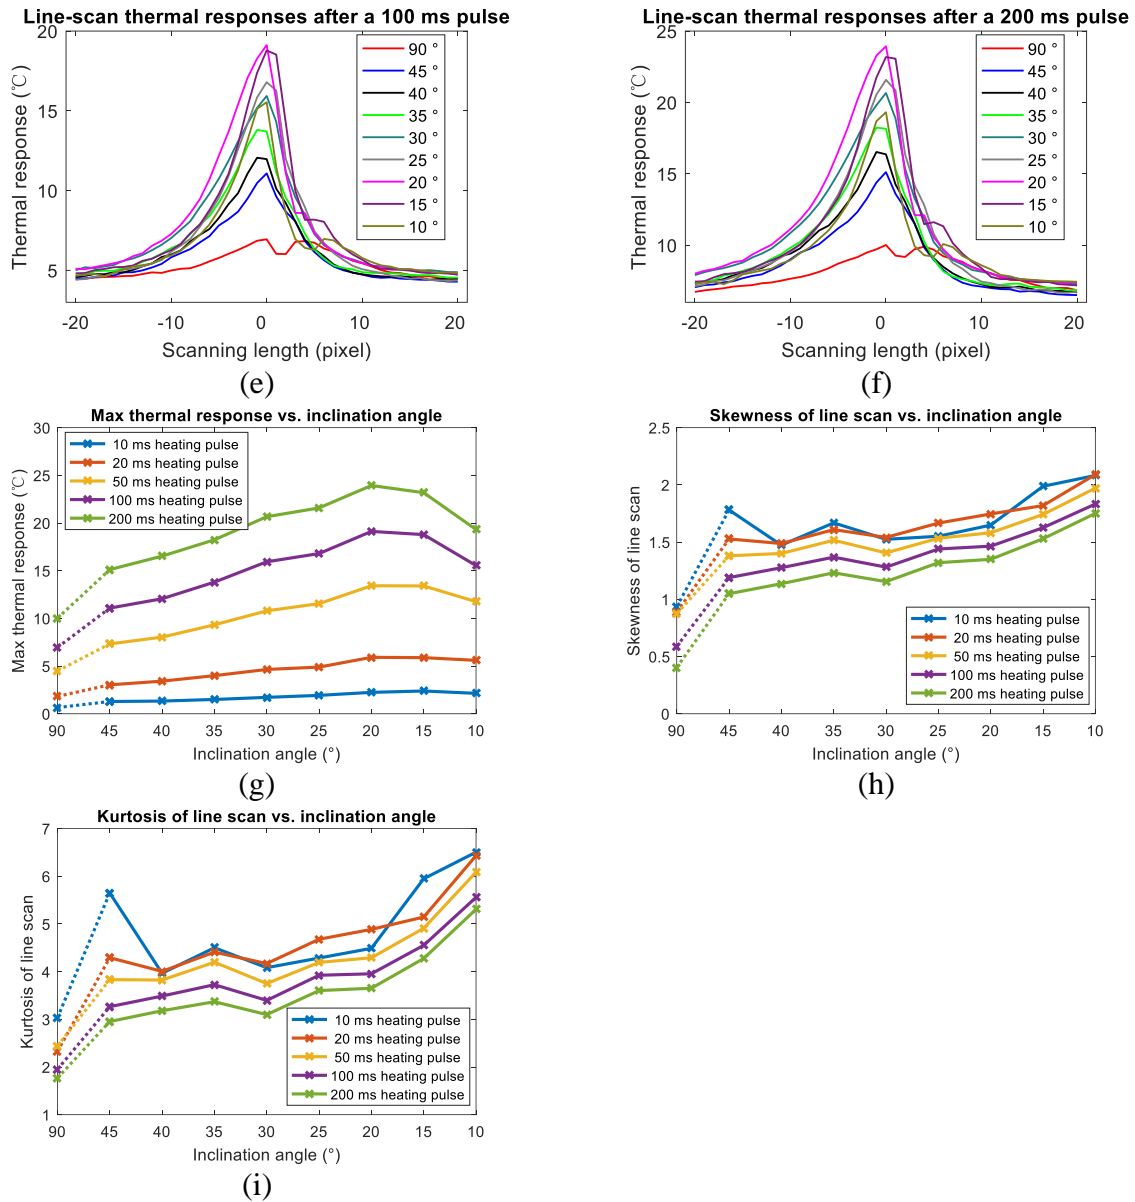 Line-scan thermal responses after a 100 ms pulse
Thermal response (℃)
20
15
10
5
-20
-10
0
10
20
Scanning length (pixel)
90 °
45 °
40 °
35 °
30 °
25 °
20 °
15 °
10 °
(e)
Line-scan thermal responses after a 200 ms pulse
Thermal response (℃)
25
20
15
10
-20
-10
0
10
20
Scanning length (pixel)
90 °
45 °
40 °
35 °
30 °
25 °
20 °
15 °
10 °
(f)
Max thermal response vs. inclination angle
Max thermal response (℃)
30
25
20
15
10
5
0
10 ms heating pulse
20 ms heating pulse
50 ms heating pulse
100 ms heating pulse
200 ms heating pulse
90
45
40
35
30
25
20
15
10
Inclination angle (°)
(g)
Skewness of line scan vs. inclination angle
Skewness of line scan
2.5
2
1.5
1
0.5
0
10 ms heating pulse
20 ms heating pulse
50 ms heating pulse
100 ms heating pulse
200 ms heating pulse
90
45
40
35
30
25
20
15
10
Inclination angle (°)
(h)
Kurtosis of line scan vs. inclination angle
Kurtosis of line scan
7
6
5
4
3
2
1
10 ms heating pulse
20 ms heating pulse
50 ms heating pulse
100 ms heating pulse
200 ms heating pulse
90
45
40
35
30
25
20
15
10
Inclination angle (°)
(i)